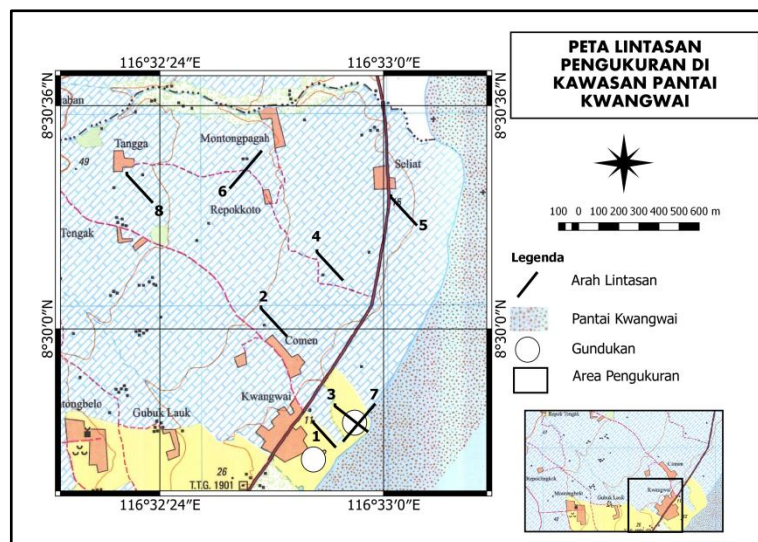 116°32′24″E
116°33′0″E
8°30′36″N
8°30′36″N
Tangga
Montongpagah
49
Seliat
8
6
Repokkoto
5
Tengak
4
2
8°30′0″N
8°30′0″N
Comen
Kwangwai
3
7
Gubuk Lauk
11
1
26
T.T.G. 1901
116°32′24″E
116°33′0″E
PETA LINTASAN
PENGUKURAN DI
KAWASAN PANTAI
KWANGWAI
100 0 100 200 300 400 500 600 m
Legenda
Arah Lintasan
Pantai Kwangwai
Gundukan
Area Pengukuran
Comen
Kwangwai
Gubuk Lauk